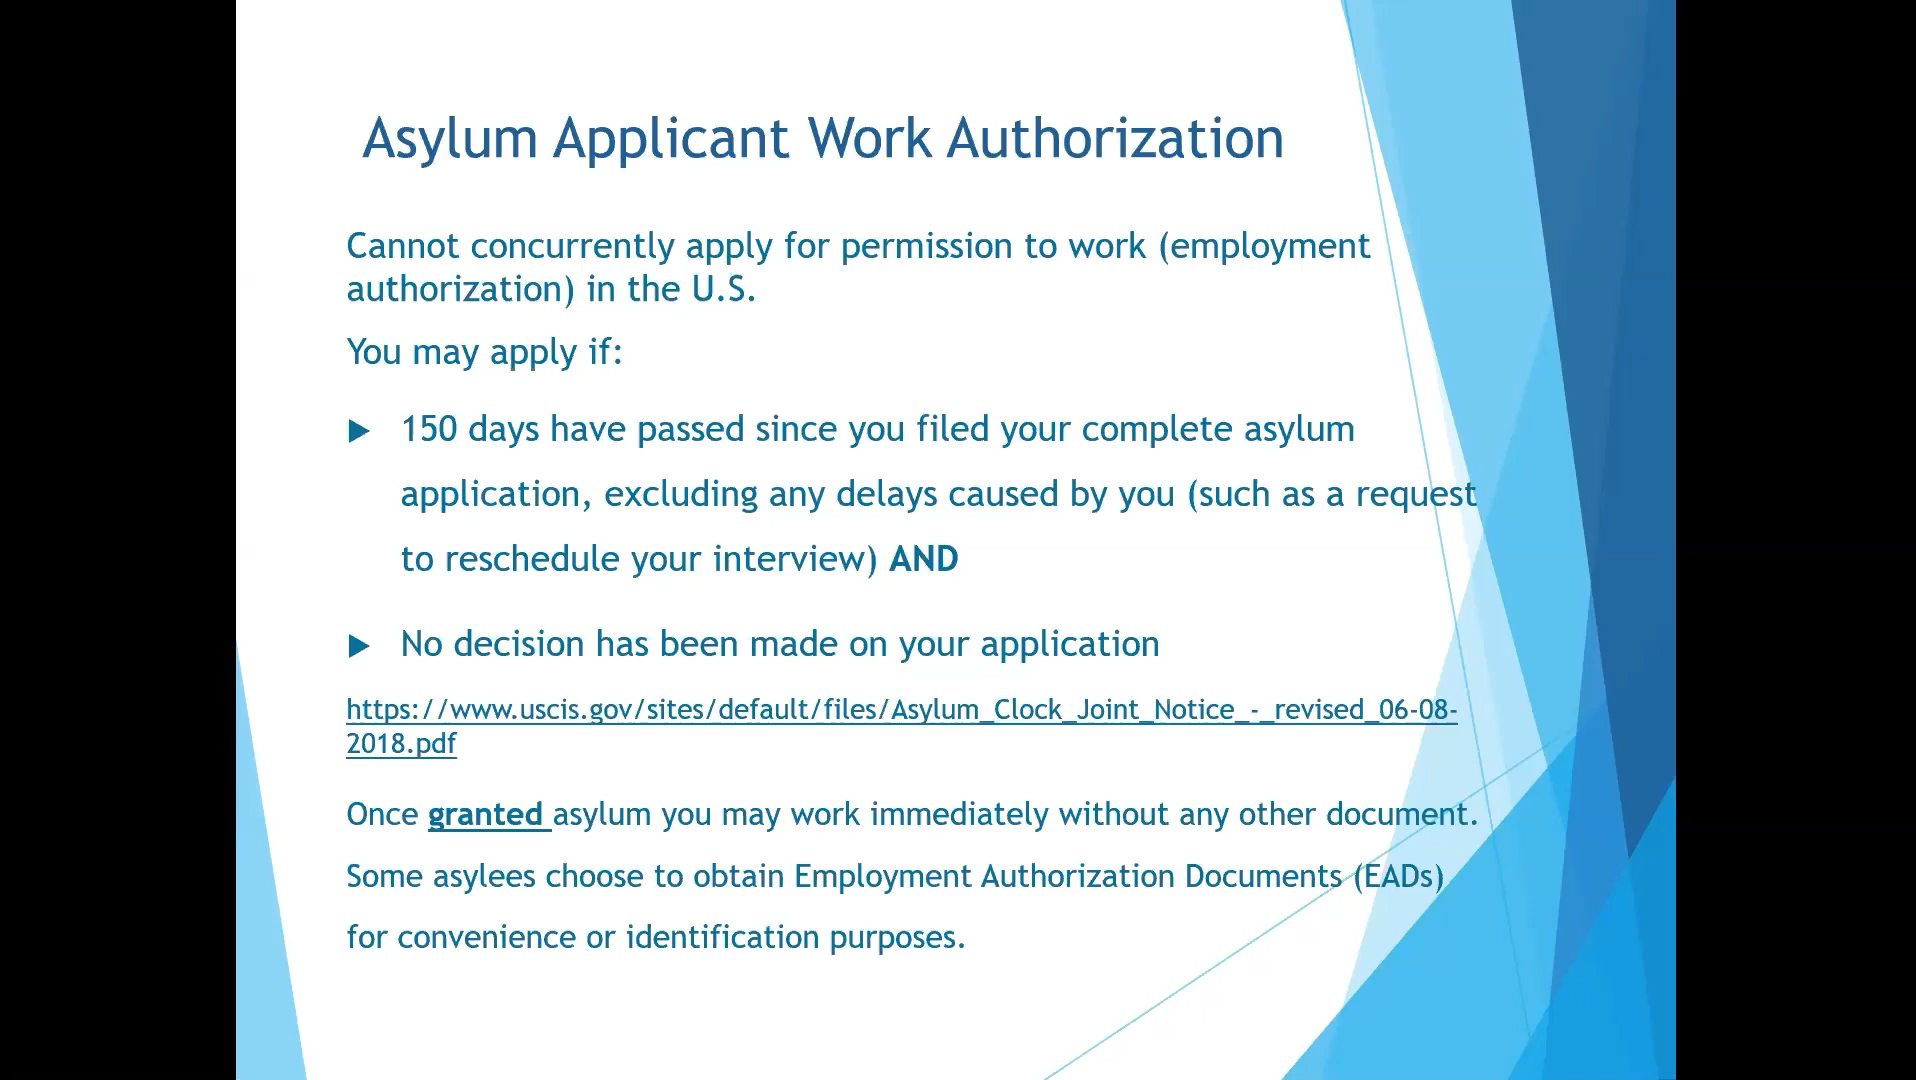 Asylum Applicant Work Authorization
Cannot concurrently apply for permission to work (employment
authorization) in the U.S.
You may apply if:
150 days have passed since you filed your complete asylum
application, excluding any delays caused by you (such as a request
to reschedule your interview) AND
No decision has been made on your application
https://www.uscis.gov/sites/default/files/Asylum_Clock_Joint_Notice_-_revised_06-08-
2018.pdf
Once granted asylum you may work immediately without any other document.
Some asylees choose to obtain Employment Authorization Documents (EADs)
for convenience or identification purposes.